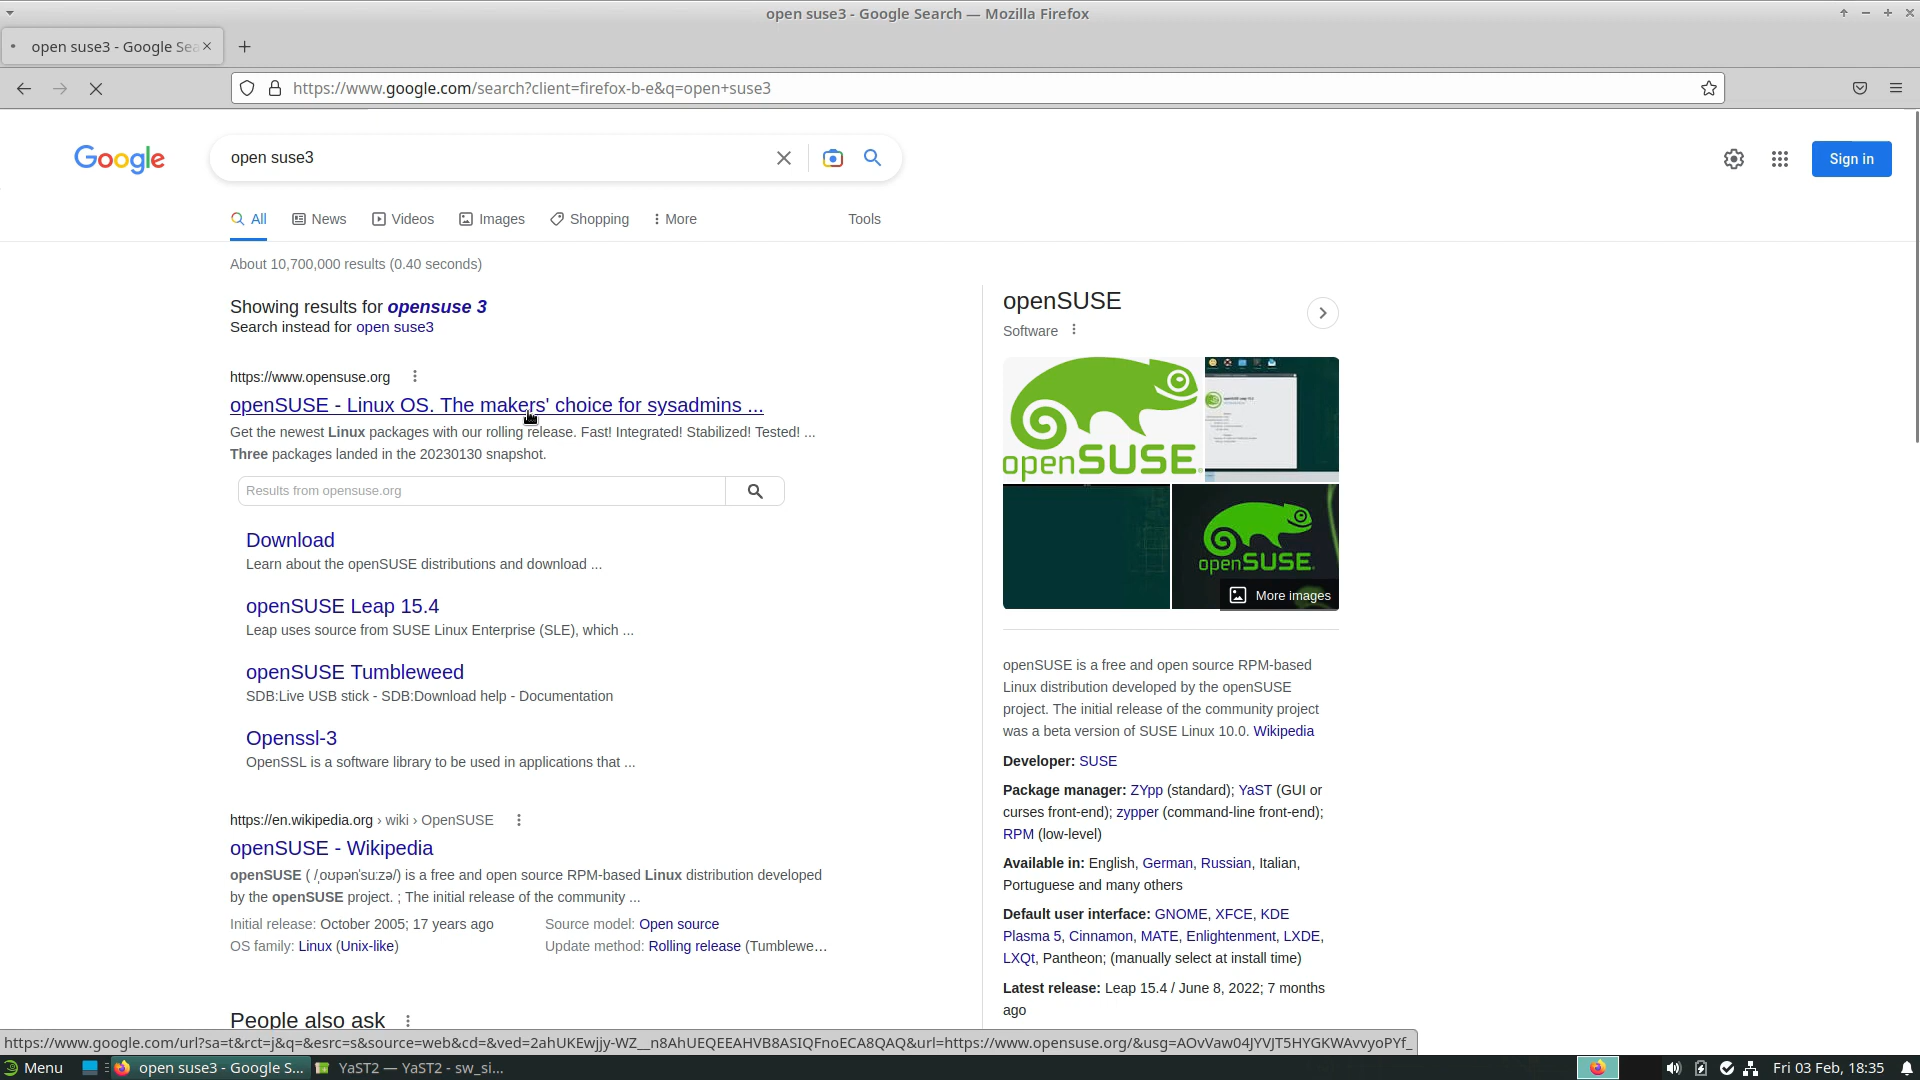 open suse3 - Google Search — Mozilla Firefox
open suse3 - Google Sea
https://www.google.com/search?client=firefox-b-e&q=open+suse3
Google
open suse3
Sign in
All
News
Videos
Images
Shopping
More
Tools
About 10,700,000 results (0.40 seconds)
Showing results for opensuse 3
Search instead for open suse3
https://www.opensuse.org
openSUSE - Linux OS. The makers' choice for sysadmins ...
Get the newest Linux packages with our rolling release. Fast! Integrated! Stabilized! Tested! ...
Three packages landed in the 20230130 snapshot.
Results from opensuse.org
Download
Learn about the openSUSE distributions and download ...
openSUSE Leap 15.4
Leap uses source from SUSE Linux Enterprise (SLE), which ...
openSUSE Tumbleweed
SDB:Live USB stick - SDB:Download help - Documentation
Openssl-3
OpenSSL is a software library to be used in applications that ...
https://en.wikipedia.org › wiki › OpenSUSE
openSUSE - Wikipedia
openSUSE ( /ˌoʊpənˈsuːzə/) is a free and open source RPM-based Linux distribution developed
by the openSUSE project. ; The initial release of the community ...
Initial release: October 2005; 17 years ago
Source model: Open source
OS family: Linux (Unix-like)
Update method: Rolling release (Tumblewe…
People also ask
openSUSE
Software
openSUSE
openSUSE
More images
openSUSE is a free and open source RPM-based
Linux distribution developed by the openSUSE
project. The initial release of the community project
was a beta version of SUSE Linux 10.0. Wikipedia
Developer: SUSE
Package manager: ZYpp (standard); YaST (GUI or
curses front-end); zypper (command-line front-end);
RPM (low-level)
Available in: English, German, Russian, Italian,
Portuguese and many others
Default user interface: GNOME, XFCE, KDE
Plasma 5, Cinnamon, MATE, Enlightenment, LXDE,
LXQt, Pantheon; (manually select at install time)
Latest release: Leap 15.4 / June 8, 2022; 7 months
ago
https://www.google.com/url?sa=t&rct=j&q=&esrc=s&source=web&cd=&ved=2ahUKEwjjy-WZ__n8AhUEQEEAHVB8ASIQFnoECA8QAQ&url=https://www.opensuse.org/&usg=AOvVaw04JYVJT5HYGKWAvvyoPYf_
Menu
open suse3 - Google S...
YaST2 — YaST2 - sw_si...
Fri 03 Feb, 18:35